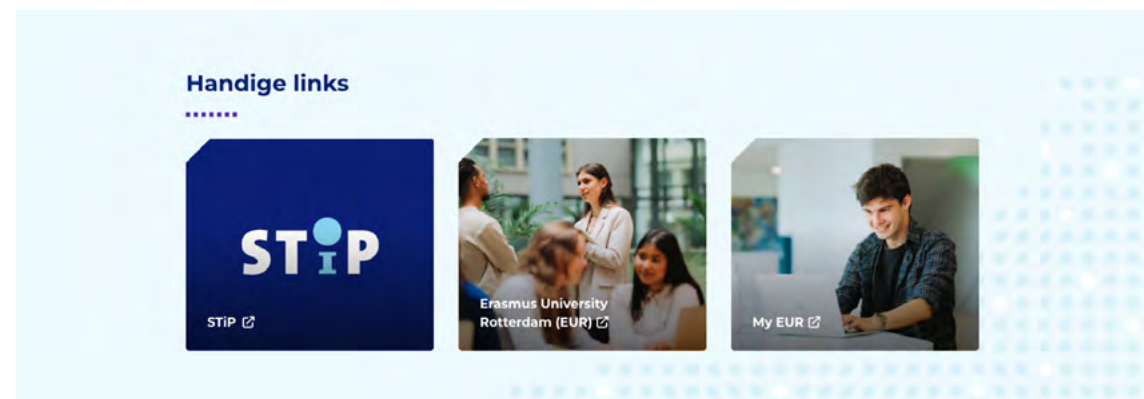 Handige links
STiP
STiP
Erasmus University
Rotterdam (EUR)
My EUR